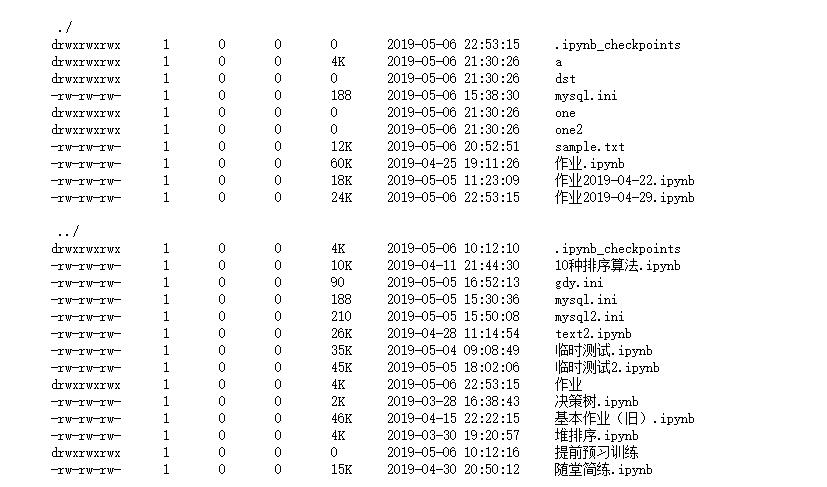 ./
drwxrwxrwx 1 0 0 0 2019-05-06 22:53:15 .ipynb_checkpoints
drwxrwxrwx 1 0 0 4K 2019-05-06 21:30:26 a
drwxrwxrwx 1 0 0 0 2019-05-06 21:30:26 dst
-rw-rw-rw- 1 0 0 188 2019-05-06 15:38:30 mysql.ini
drwxrwxrwx 1 0 0 0 2019-05-06 21:30:26 one
drwxrwxrwx 1 0 0 0 2019-05-06 21:30:26 one2
-rw-rw-rw- 1 0 0 12K 2019-05-06 20:52:51 sample.txt
-rw-rw-rw- 1 0 0 60K 2019-04-25 19:11:26 作业.ipynb
-rw-rw-rw- 1 0 0 18K 2019-05-05 11:23:09 作业2019-04-22.ipynb
-rw-rw-rw- 1 0 0 24K 2019-05-06 22:53:15 作业2019-04-29.ipynb
../
drwxrwxrwx 1 0 0 4K 2019-05-06 10:12:10 .ipynb_checkpoints
-rw-rw-rw- 1 0 0 10K 2019-04-11 21:44:30 10种排序算法.ipynb
-rw-rw-rw- 1 0 0 90 2019-05-05 16:52:13 gdy.ini
-rw-rw-rw- 1 0 0 188 2019-05-05 15:30:36 mysql.ini
-rw-rw-rw- 1 0 0 210 2019-05-05 15:50:08 mysql2.ini
-rw-rw-rw- 1 0 0 26K 2019-04-28 11:14:54 text2.ipynb
-rw-rw-rw- 1 0 0 35K 2019-05-04 09:08:49 临时测试.ipynb
-rw-rw-rw- 1 0 0 45K 2019-05-05 18:02:06 临时测试2.ipynb
drwxrwxrwx 1 0 0 4K 2019-05-06 22:53:15 作业
-rw-rw-rw- 1 0 0 2K 2019-03-28 16:38:43 决策树.ipynb
-rw-rw-rw- 1 0 0 46K 2019-04-15 22:22:15 基本作业（旧）.ipynb
-rw-rw-rw- 1 0 0 4K 2019-03-30 19:20:57 堆排序.ipynb
drwxrwxrwx 1 0 0 0 2019-05-06 10:12:16 提前预习训练
-rw-rw-rw- 1 0 0 15K 2019-04-30 20:50:12 随堂简练.ipynb